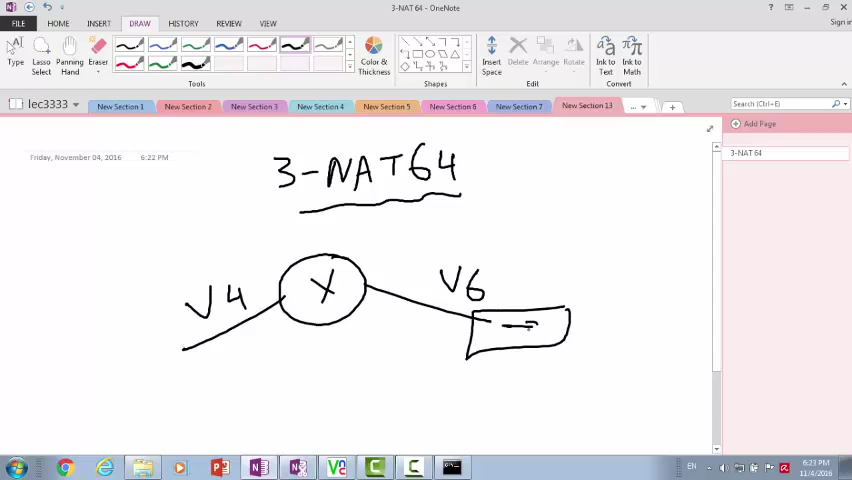 3-NAT64 - OneNote
Sign in
FILE HOME INSERT DRAW HISTORY REVIEW VIEW
Type Lasso Select Panning Hand Eraser Color & Thickness Insert Space Delete Arrange Rotate Ink to Text Ink to Math
Tools Shapes Edit Convert
lec3333 New Section 1 New Section 2 New Section 3 New Section 4 New Section 5 New Section 6 New Section 7 New Section 13 ... Search (Ctrl+E)
Add Page
Friday, November 04, 2016 6:22 PM
3-NAT64
3-NAT64
V4 V6
EN 6:23 PM
11/4/2016